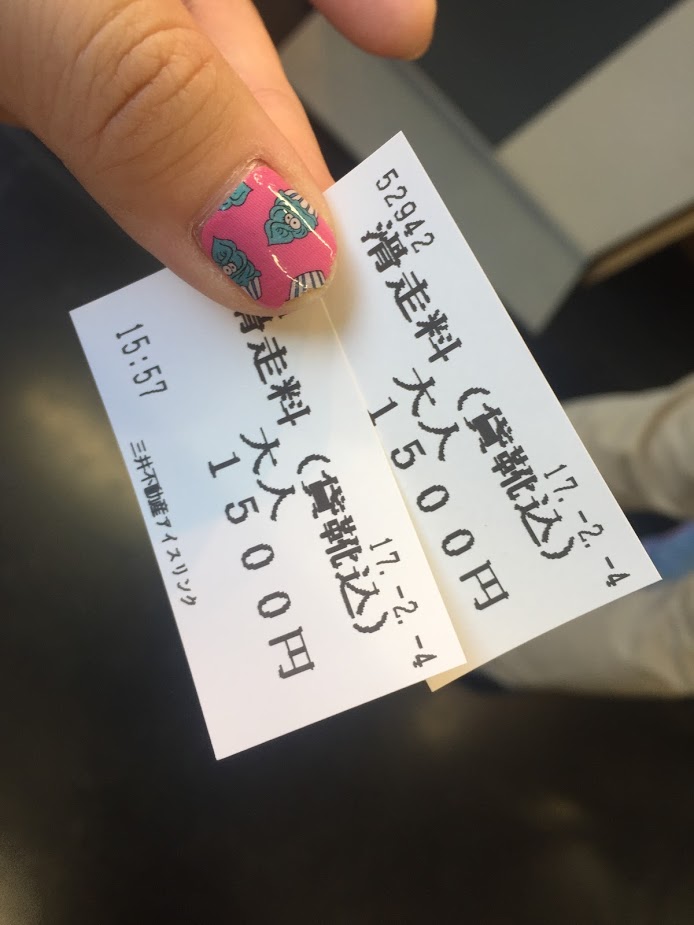 52942
滑走料（貸靴込）
大人
1500円
17.-2.-4
滑走料（貸靴込）
大人
1500円
17.-2.-4
15:57
三井不動産アイスリンク